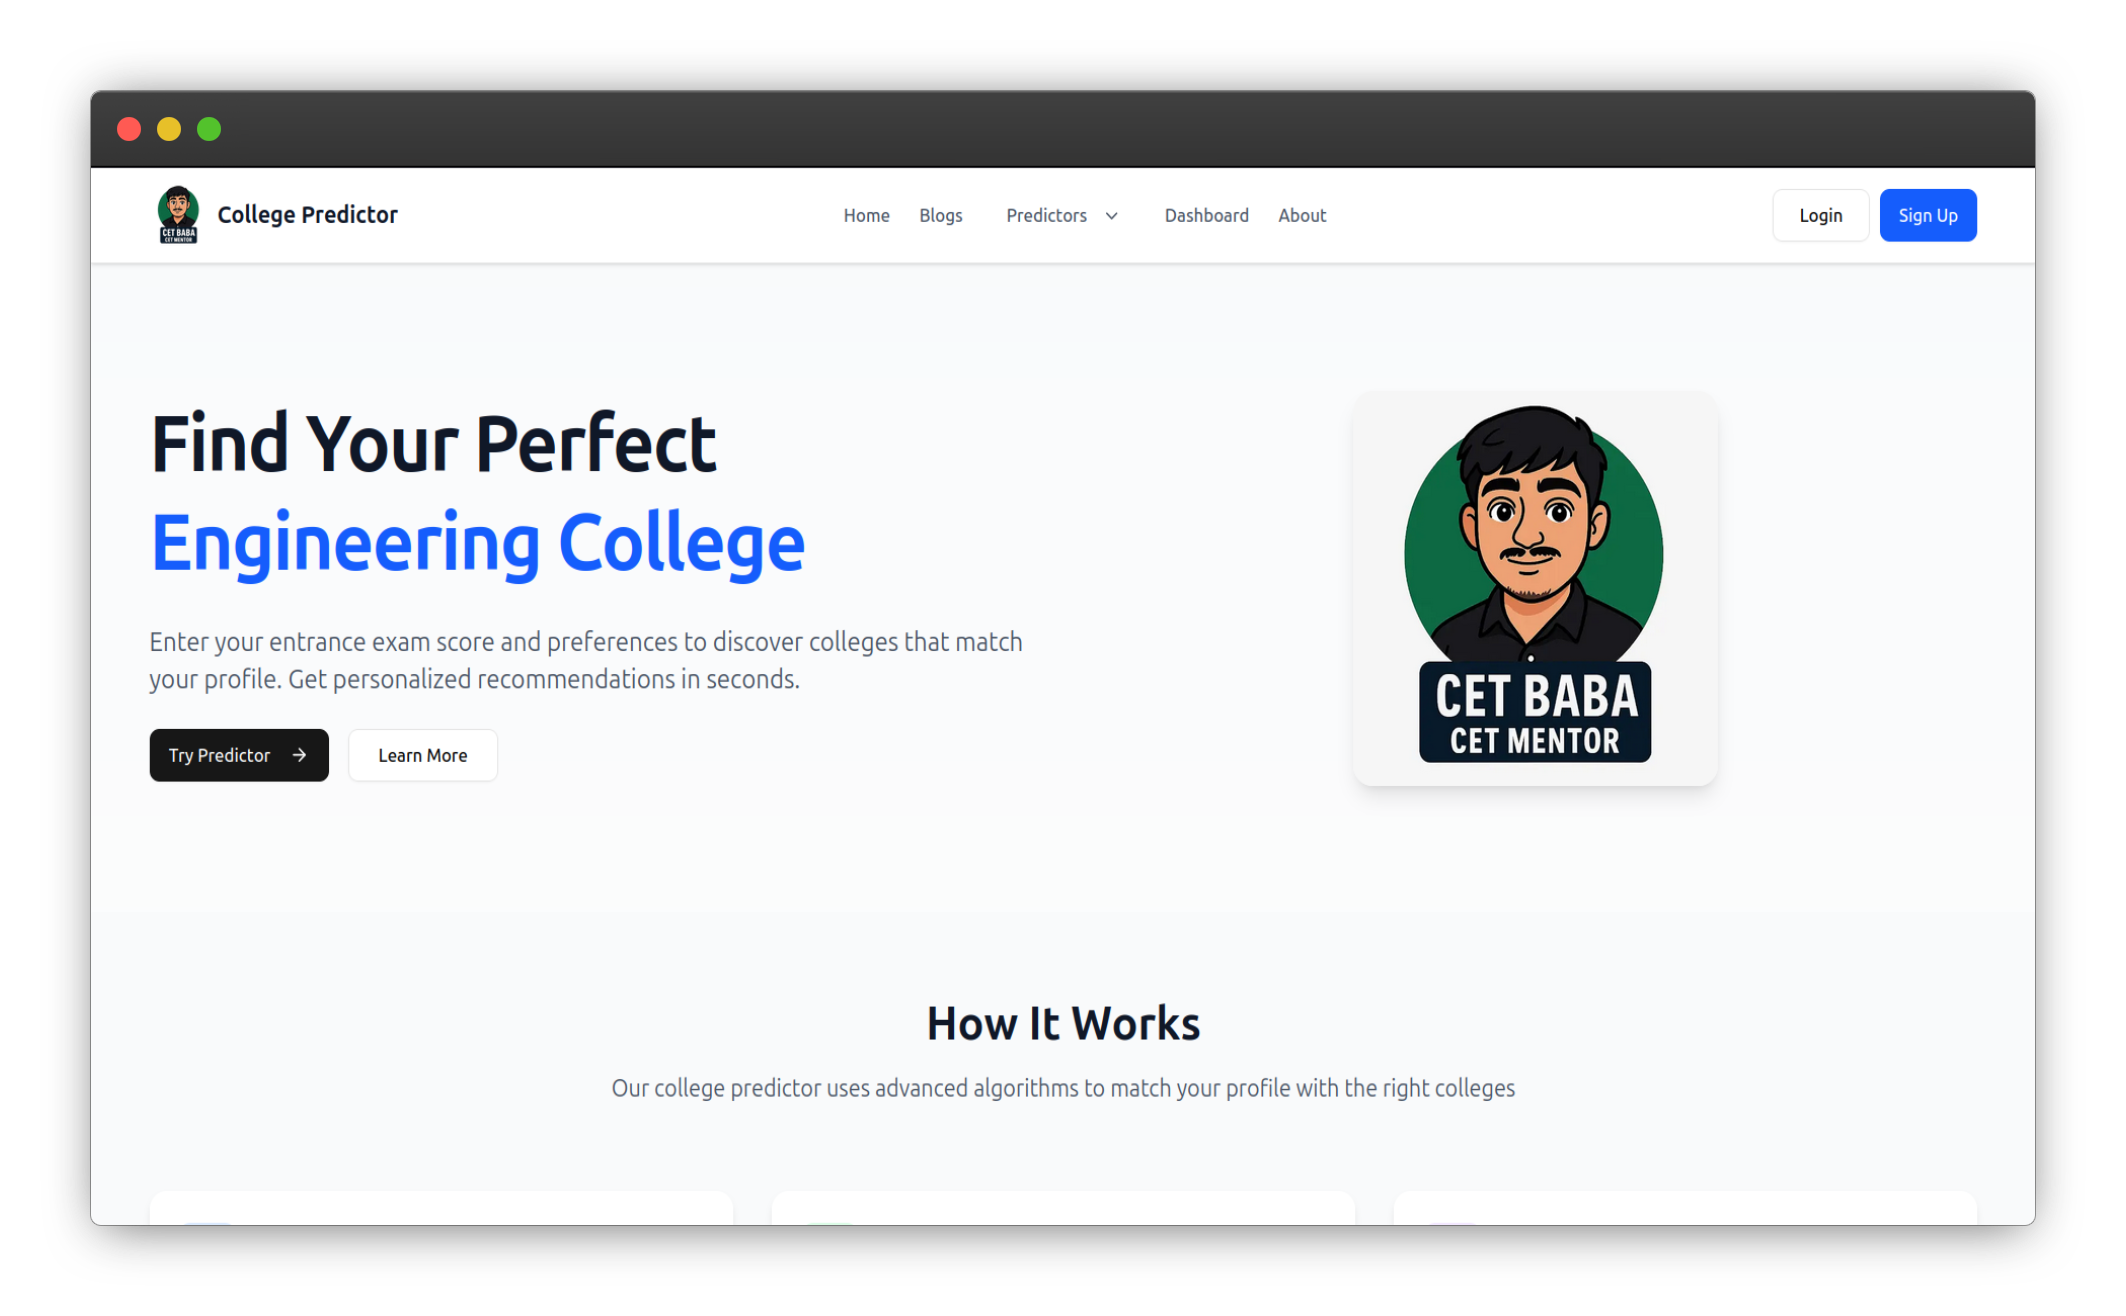 CET BABA
CET MENTOR
College Predictor
Home
Blogs
Predictors
Dashboard
About
Login
Sign Up
Find Your Perfect
Engineering College
Enter your entrance exam score and preferences to discover colleges that match
your profile. Get personalized recommendations in seconds.
Try Predictor
Learn More
CET BABA
CET MENTOR
How It Works
Our college predictor uses advanced algorithms to match your profile with the right colleges